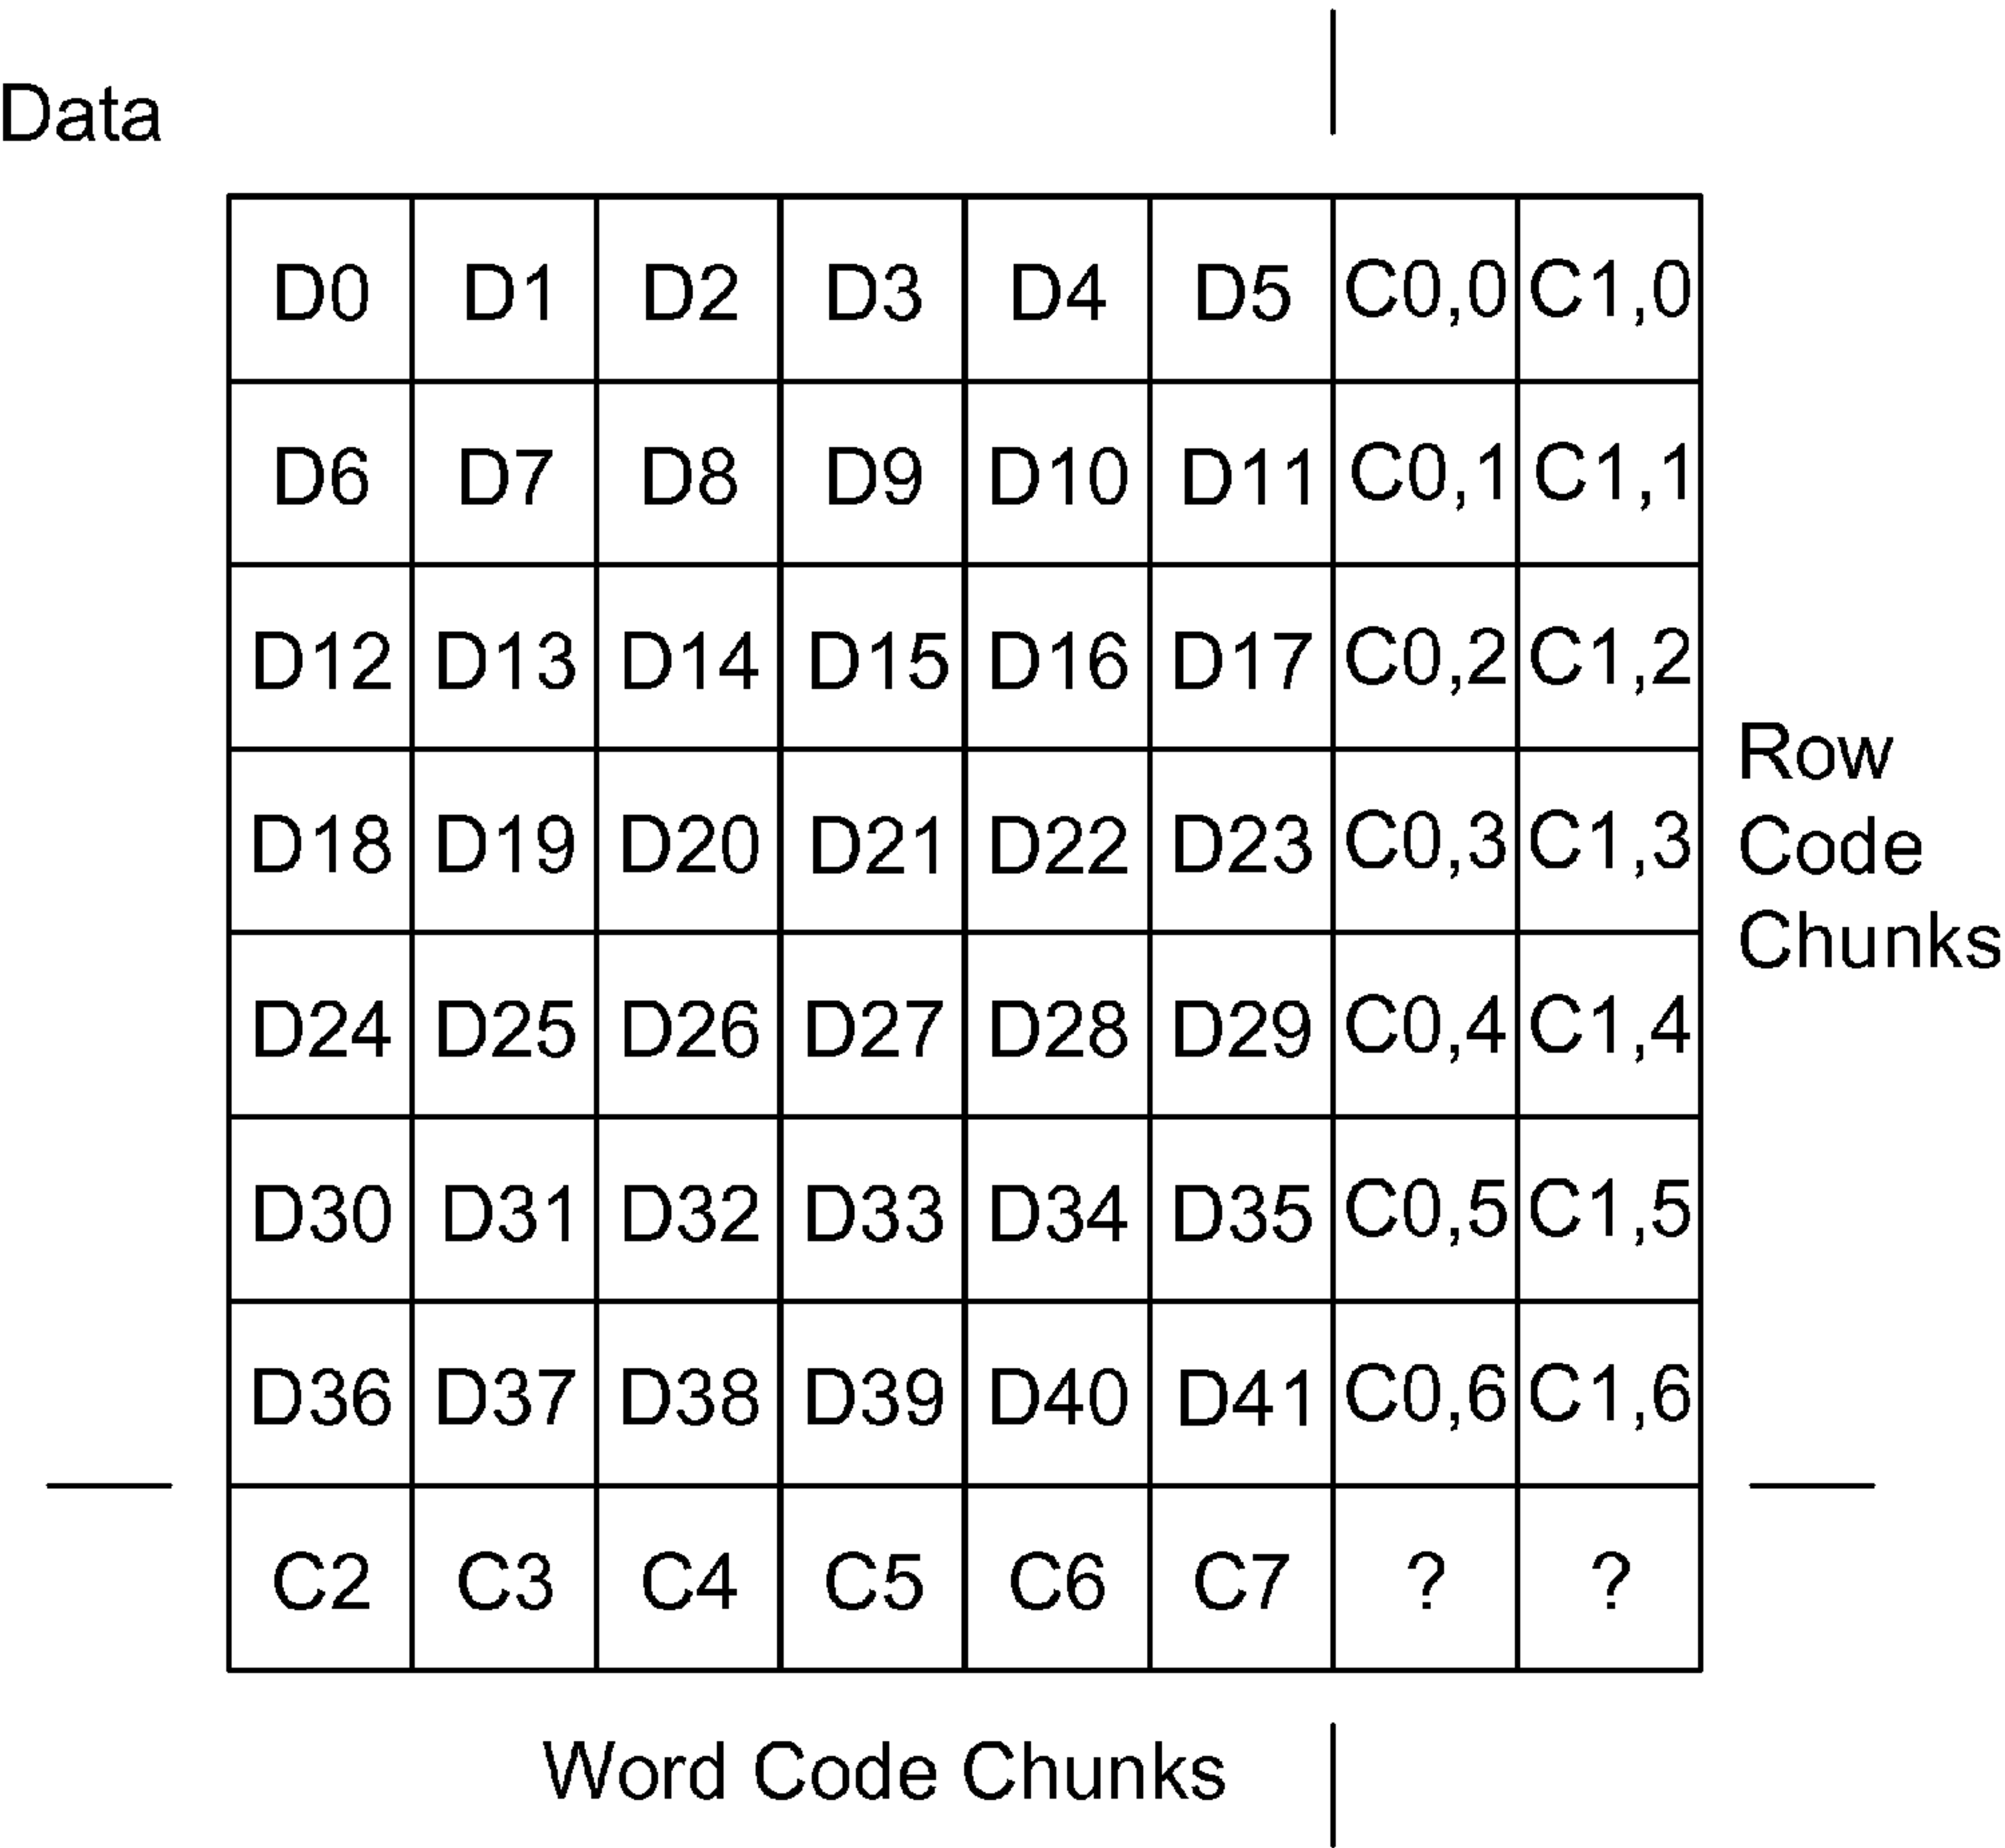 Data
D0 D1 D2 D3 D4 D5 C0,0 C1,0
D6 D7 D8 D9 D10 D11 C0,1 C1,1
D12 D13 D14 D15 D16 D17 C0,2 C1,2
D18 D19 D20 D21 D22 D23 C0,3 C1,3
D24 D25 D26 D27 D28 D29 C0,4 C1,4
D30 D31 D32 D33 D34 D35 C0,5 C1,5
D36 D37 D38 D39 D40 D41 C0,6 C1,6
C2 C3 C4 C5 C6 C7 ? ?
Row
Code
Chunks
Word Code Chunks